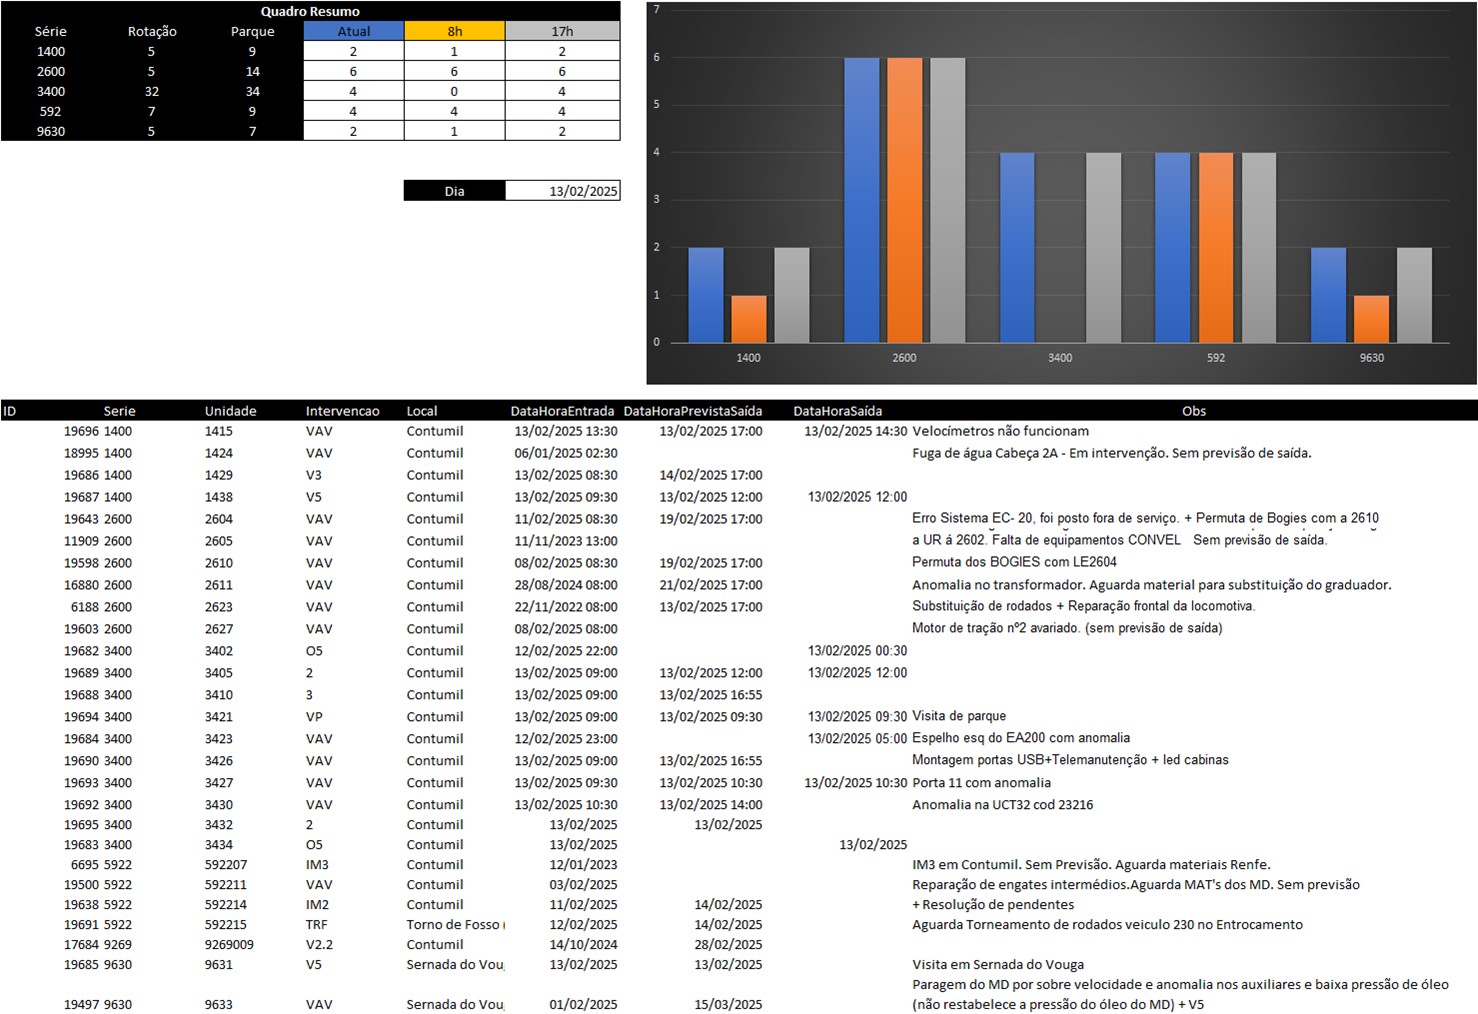 Quadro Resumo
Série Rotação Parque Atual 8h 17h
1400 5 9 2 1 2
2600 5 14 6 6 6
3400 32 34 4 0 4
592 7 9 4 4 4
9630 5 7 2 1 2
Dia 13/02/2025
7
6
5
4
3
2
1
0
1400 2600 3400 592 9630
ID Serie Unidade Intervencao Local DataHoraEntrada DataHoraPrevistaSaída DataHoraSaída Obs
19696 1400 1415 VAV Contumil 13/02/2025 13:30 13/02/2025 17:00 13/02/2025 14:30 Velocímetros não funcionam
18995 1400 1424 VAV Contumil 06/01/2025 02:30 Fuga de água Cabeça 2A - Em intervenção. Sem previsão de saída.
19686 1400 1429 V3 Contumil 13/02/2025 08:30 14/02/2025 17:00
19687 1400 1438 V5 Contumil 13/02/2025 09:30 13/02/2025 12:00 13/02/2025 12:00
19643 2600 2604 VAV Contumil 11/02/2025 08:30 19/02/2025 17:00 Erro Sistema EC- 20, foi posto fora de serviço. + Permuta de Bogies com a 2610
11909 2600 2605 VAV Contumil 11/11/2023 13:00 a UR á 2602. Falta de equipamentos CONVEL Sem previsão de saída.
19598 2600 2610 VAV Contumil 08/02/2025 08:30 19/02/2025 17:00 Permuta dos BOGIES com LE2604
16880 2600 2611 VAV Contumil 28/08/2024 08:00 21/02/2025 17:00 Anomalia no transformador. Aguarda material para substituição do graduador.
6188 2600 2623 VAV Contumil 22/11/2022 08:00 13/02/2025 17:00 Substituição de rodados + Reparação frontal da locomotiva.
19603 2600 2627 VAV Contumil 08/02/2025 08:00 Motor de tração nº2 avariado. (sem previsão de saída)
19682 3400 3402 O5 Contumil 12/02/2025 22:00 13/02/2025 00:30
19689 3400 3405 2 Contumil 13/02/2025 09:00 13/02/2025 12:00 13/02/2025 12:00
19688 3400 3410 3 Contumil 13/02/2025 09:00 13/02/2025 16:55
19694 3400 3421 VP Contumil 13/02/2025 09:00 13/02/2025 09:30 13/02/2025 09:30 Visita de parque
19684 3400 3423 VAV Contumil 12/02/2025 23:00 13/02/2025 05:00 Espelho esq do EA200 com anomalia
19690 3400 3426 VAV Contumil 13/02/2025 09:00 13/02/2025 16:55 Montagem portas USB+Telemanutenção + led cabinas
19693 3400 3427 VAV Contumil 13/02/2025 09:30 13/02/2025 10:30 13/02/2025 10:30 Porta 11 com anomalia
19692 3400 3430 VAV Contumil 13/02/2025 10:30 13/02/2025 14:00 Anomalia na UCT32 cod 23216
19695 3400 3432 2 Contumil 13/02/2025 13/02/2025
19683 3400 3434 O5 Contumil 13/02/2025 13/02/2025
6695 5922 592207 IM3 Contumil 12/01/2023 IM3 em Contumil. Sem Previsão. Aguarda materiais Renfe.
19500 5922 592211 VAV Contumil 03/02/2025 Reparação de engates intermédios.Aguarda MAT's dos MD. Sem previsão
19638 5922 592214 IM2 Contumil 11/02/2025 14/02/2025 + Resolução de pendentes
19691 5922 592215 TRF Torno de Fosso ( 12/02/2025 14/02/2025 Aguarda Torneamento de rodados veiculo 230 no Entrocamento
17684 9269 9269009 V2.2 Contumil 14/10/2024 28/02/2025
19685 9630 9631 V5 Sernada do Voug 13/02/2025 13/02/2025 Visita em Sernada do Vouga
Paragem do MD por sobre velocidade e anomalia nos auxiliares e baixa pressão de óleo
19497 9630 9633 VAV Sernada do Voug 01/02/2025 15/03/2025 (não restabelece a pressão do óleo do MD) + V5